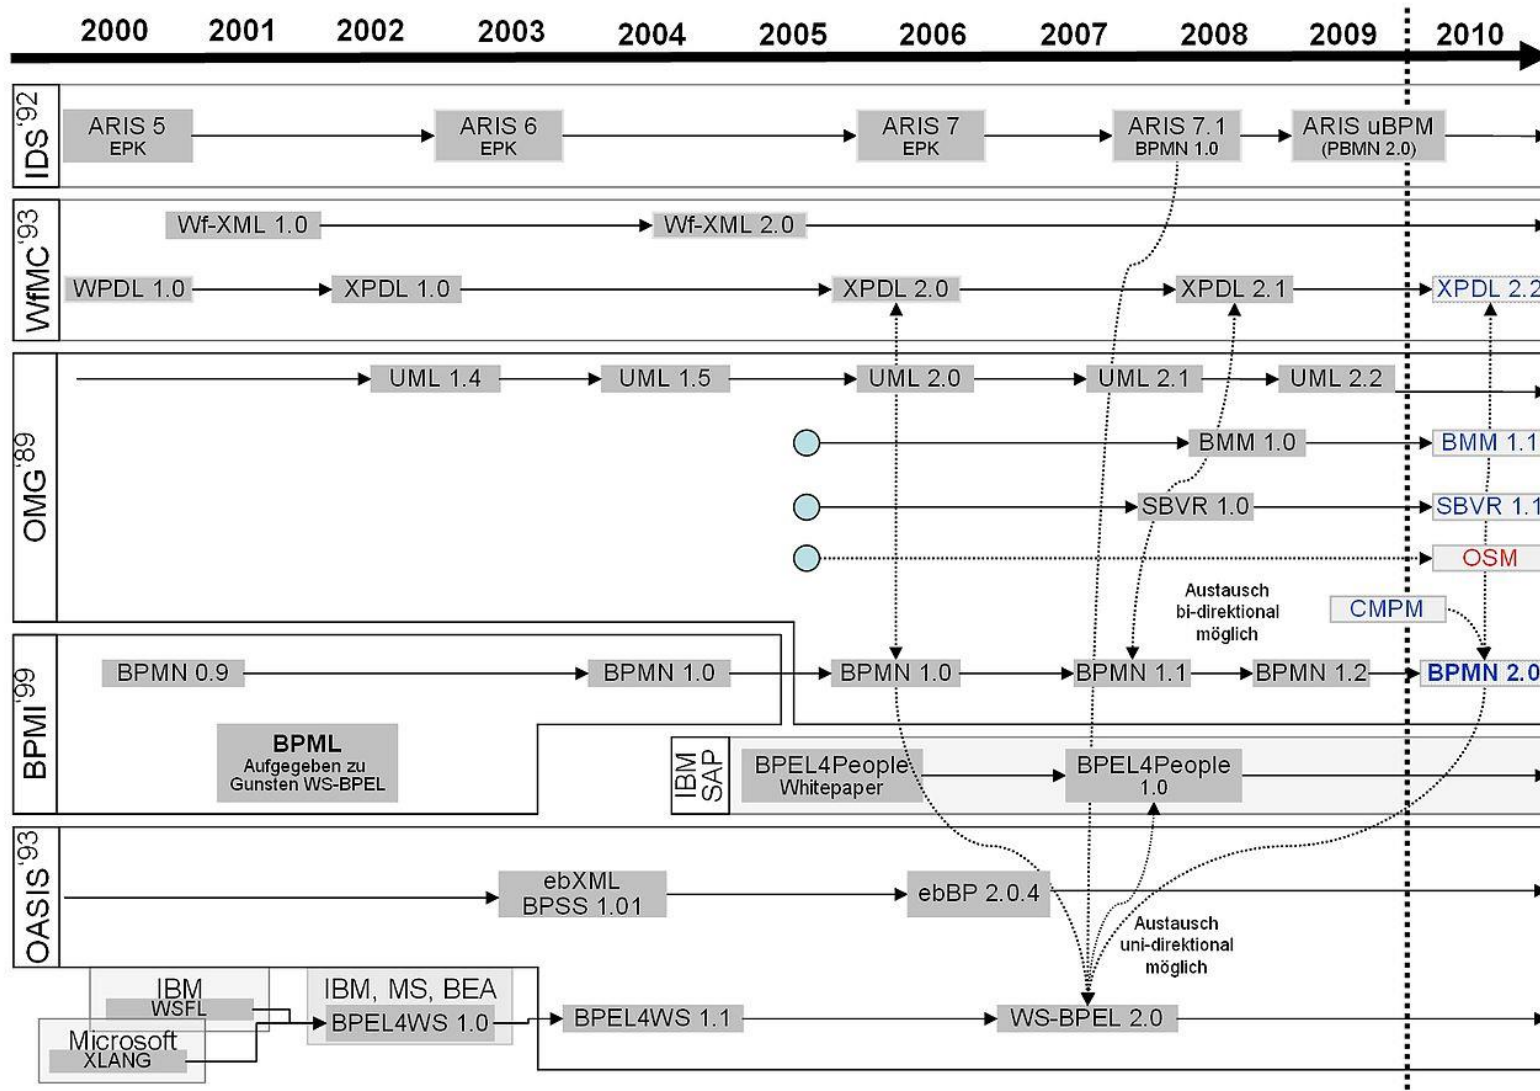 2000 2001 2002 2003 2004 2005 2006 2007 2008 2009 2010
IDS '92
ARIS 5
EPK
ARIS 6
EPK
ARIS 7
EPK
ARIS 7.1
BPMN 1.0
ARIS uBPM
(PBMN 2.0)
WfMC '93
Wf-XML 1.0
Wf-XML 2.0
WPDL 1.0
XPDL 1.0
XPDL 2.0
XPDL 2.1
XPDL 2.2
OMG '89
UML 1.4
UML 1.5
UML 2.0
UML 2.1
UML 2.2
BMM 1.0
BMM 1.1
SBVR 1.0
SBVR 1.1
OSM
Austausch
bi-direktional
möglich
CMPM
BPMI '99
BPMN 0.9
BPMN 1.0
BPMN 1.0
BPMN 1.1
BPMN 1.2
BPMN 2.0
BPML
Aufgegeben zu
Gunsten WS-BPEL
IBM
SAP
BPEL4People
Whitepaper
BPEL4People
1.0
OASIS '93
ebXML
BPSS 1.01
ebBP 2.0.4
Austausch
uni-direktional
möglich
IBM
WSFL
Microsoft
XLANG
IBM, MS, BEA
BPEL4WS 1.0
BPEL4WS 1.1
WS-BPEL 2.0